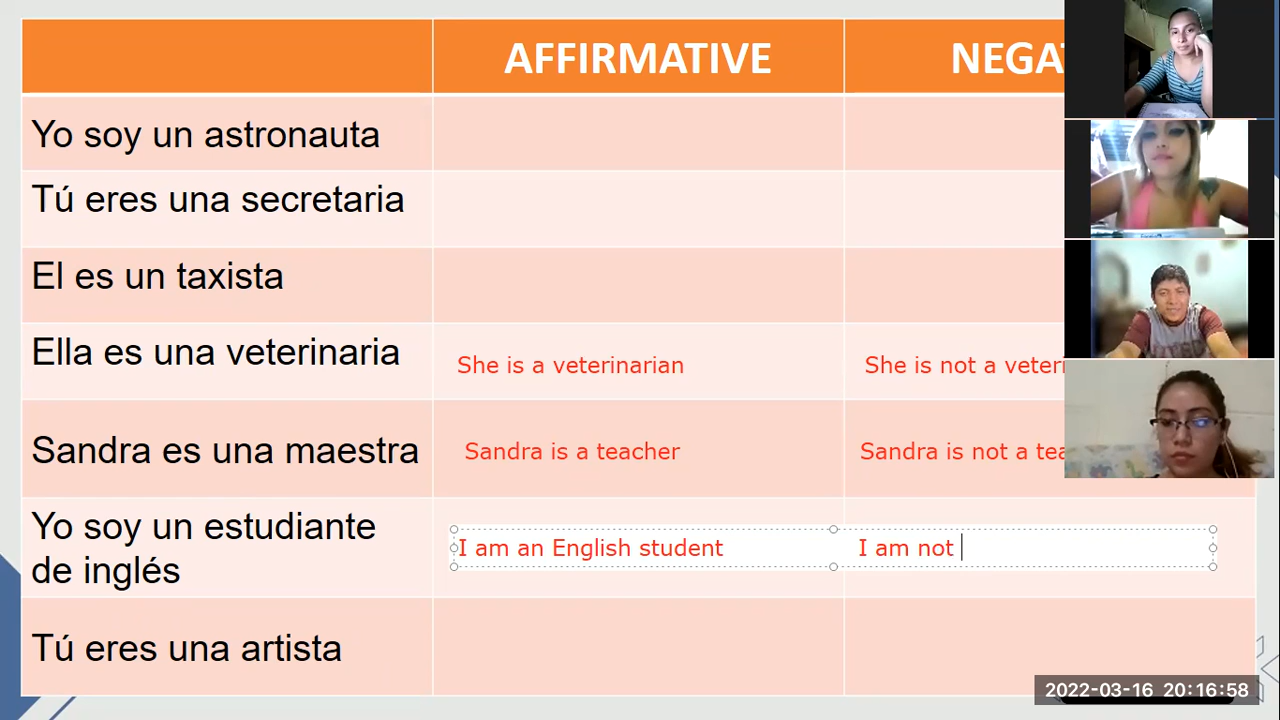 AFFIRMATIVE NEGA
Yo soy un astronauta
Tú eres una secretaria
El es un taxista
Ella es una veterinaria She is a veterinarian She is not a veteri
Sandra es una maestra Sandra is a teacher Sandra is not a tea
Yo soy un estudiante
de inglés
I am an English student I am not
Tú eres una artista
2022-03-16 20:16:58